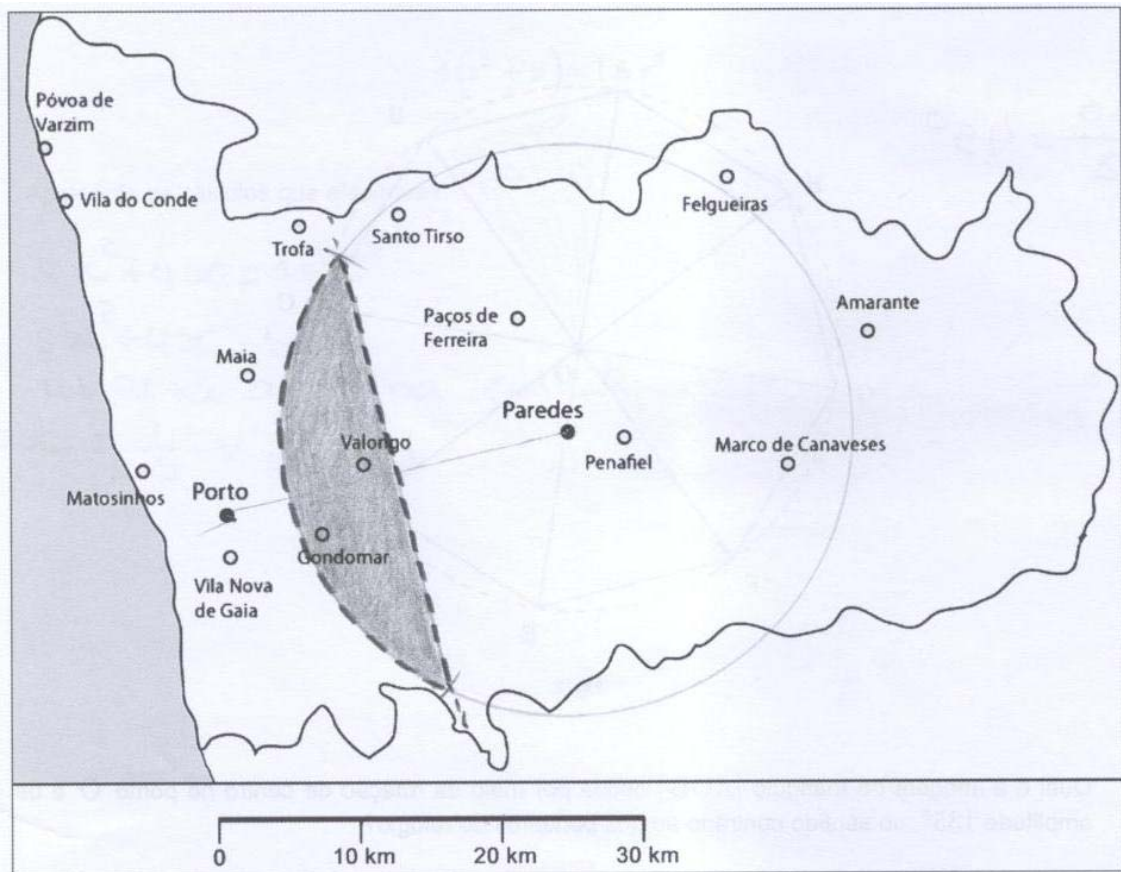 Póvoa de
Varzim
Vila do Conde
Trofa
Santo Tirso
Felgueiras
Paços de
Ferreira
Amarante
Maia
Paredes
Valongo
Penafiel
Marco de Canaveses
Matosinhos
Porto
Gondomar
Vila Nova
de Gaia
0
10 km
20 km
30 km